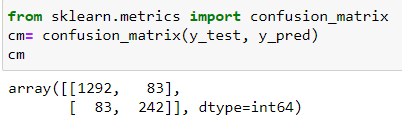 from sklearn.metrics import confusion_matrix
cm= confusion_matrix(y_test, y_pred)
cm
array([[1292,   83],
       [  83,  242]], dtype=int64)